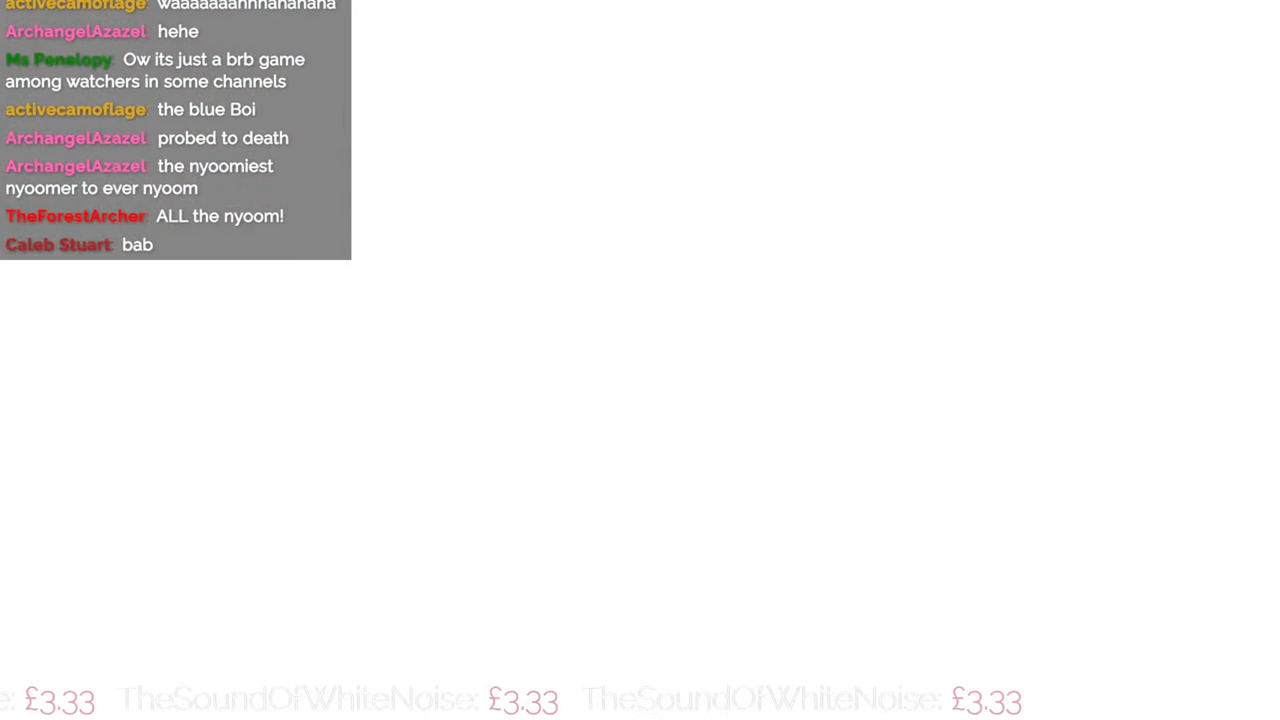 activecamoflage: waaaaaaahhhahahaha
ArchangelAzazel: hehe
Ms Penelopy: Ow its just a brb game
among watchers in some channels
activecamoflage: the blue Boi
ArchangelAzazel: probed to death
ArchangelAzazel: the nyoomiest
nyoomer to ever nyoom
TheForestArcher: ALL the nyoom!
Caleb Stuart: bab
e: £3.33 TheSoundOfWhiteNoise: £3.33 TheSoundOfWhiteNoise: £3.33